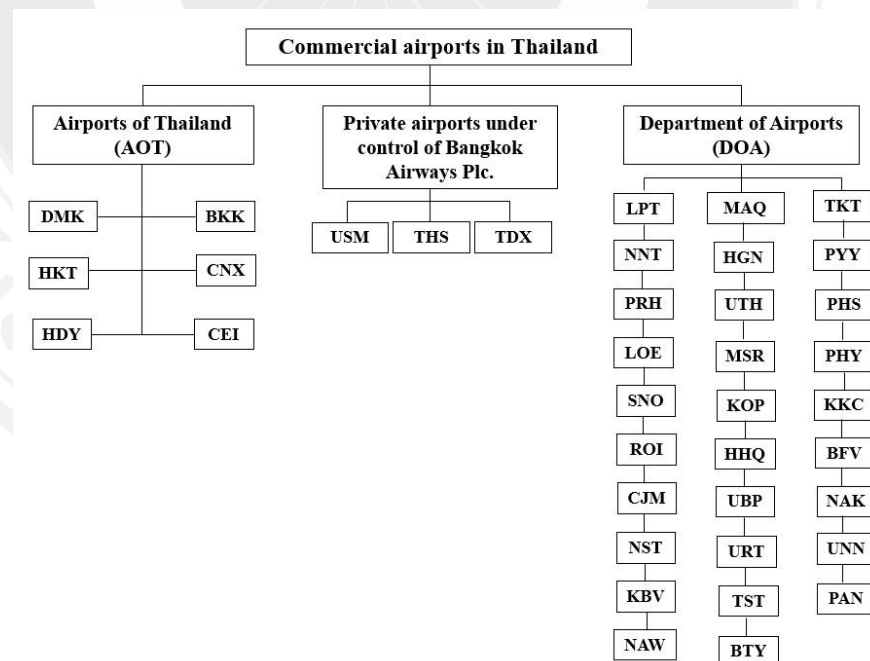 Commercial airports in Thailand
Airports of Thailand
(AOT)
Private airports under
control of Bangkok
Airways Plc.
Department of Airports
(DOA)
DMK
BKK
HKT
CNX
HDY
CEI
USM
THS
TDX
LPT
NNT
PRH
LOE
SNO
ROI
CJM
NST
KBV
NAW
MAQ
HGN
UTH
MSR
KOP
HHQ
UBP
URT
TST
BTY
TKT
PYY
PHS
PHY
KKC
BFV
NAK
UNN
PAN